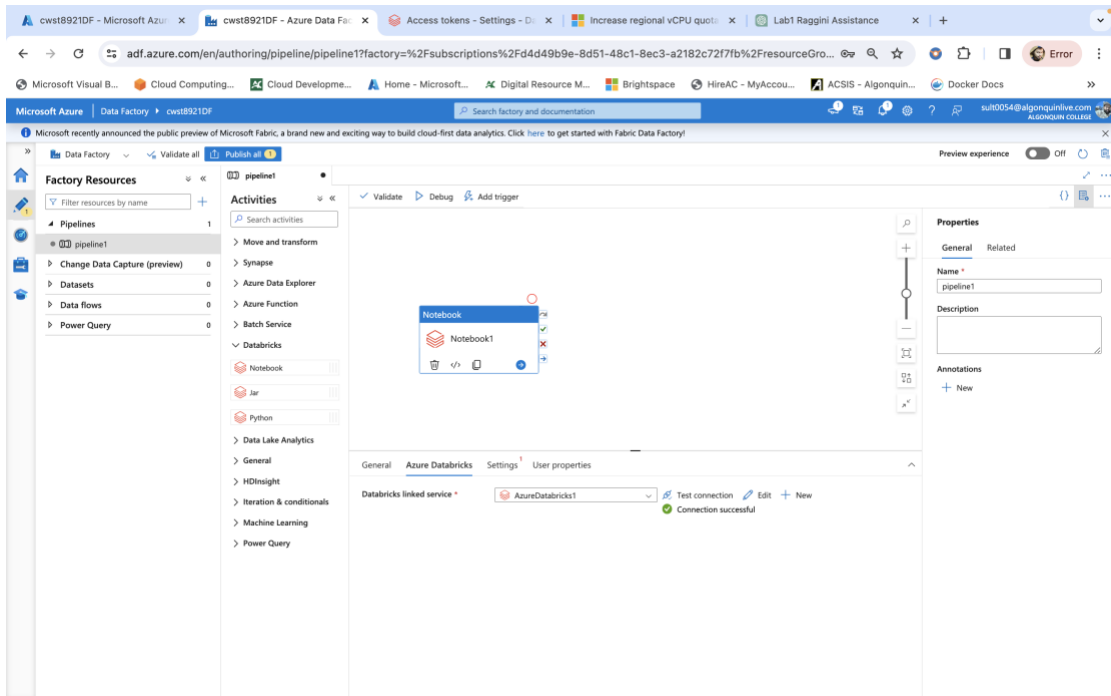 cwst8921DF - Microsoft Azur
cwst8921DF - Azure Data Fac
Access tokens - Settings - D
Increase regional vCPU quota
Lab1 Raggini Assistance
adf.azure.com/en/authoring/pipeline/pipeline1?factory=%2Fsubscriptions%2Fd4d49b9e-8d51-48c1-8ec3-a2182c72f7fb%2FresourceGro...
Error
Microsoft Visual B...
Cloud Computing...
Cloud Developme...
Home - Microsoft...
Digital Resource M...
Brightspace
HireAC - MyAccou...
ACSIS - Algonquin...
Docker Docs
Microsoft Azure
Data Factory
cwst8921DF
Search factory and documentation
1
1
sult0054@algonquinlive.com
ALGONQUIN COLLEGE
Microsoft recently announced the public preview of Microsoft Fabric, a brand new and exciting way to build cloud-first data analytics. Click here to get started with Fabric Data Factory!
Data Factory
Validate all
Publish all 1
Preview experience
Off
Factory Resources
Filter resources by name
1
Pipelines 1
pipeline1
Change Data Capture (preview) 0
Datasets 0
Data flows 0
Power Query 0
pipeline1
Activities
Search activities
Move and transform
Synapse
Azure Data Explorer
Azure Function
Batch Service
Databricks
Notebook
Jar
Python
Data Lake Analytics
General
HDInsight
Iteration & conditionals
Machine Learning
Power Query
Validate
Debug
Add trigger
Notebook
Notebook1
General
Azure Databricks
Settings 1
User properties
Databricks linked service *
AzureDatabricks1
Test connection
Edit
New
Connection successful
Properties
General
Related
Name *
pipeline1
Description
Annotations
New